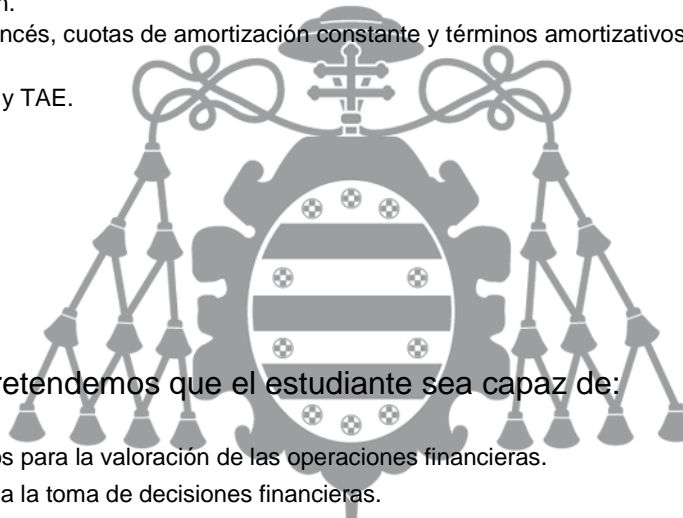 n.
ncés, cuotas de amortización constante y términos amortizativos
y TAE.
retendemos que el estudiante sea capaz de:
os para la valoración de las operaciones financieras.
a la toma de decisiones financieras.